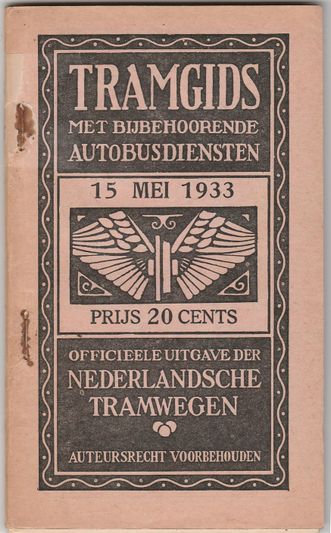 TRAMGIDS
MET BIJBEHOORENDE
AUTOBUSDIENSTEN
15 MEI 1933
PRIJS 20 CENTS
OFFICIEELE UITGAVE DER
NEDERLANDSCHE
TRAMWEGEN
AUTEURSRECHT VOORBEHOUDEN